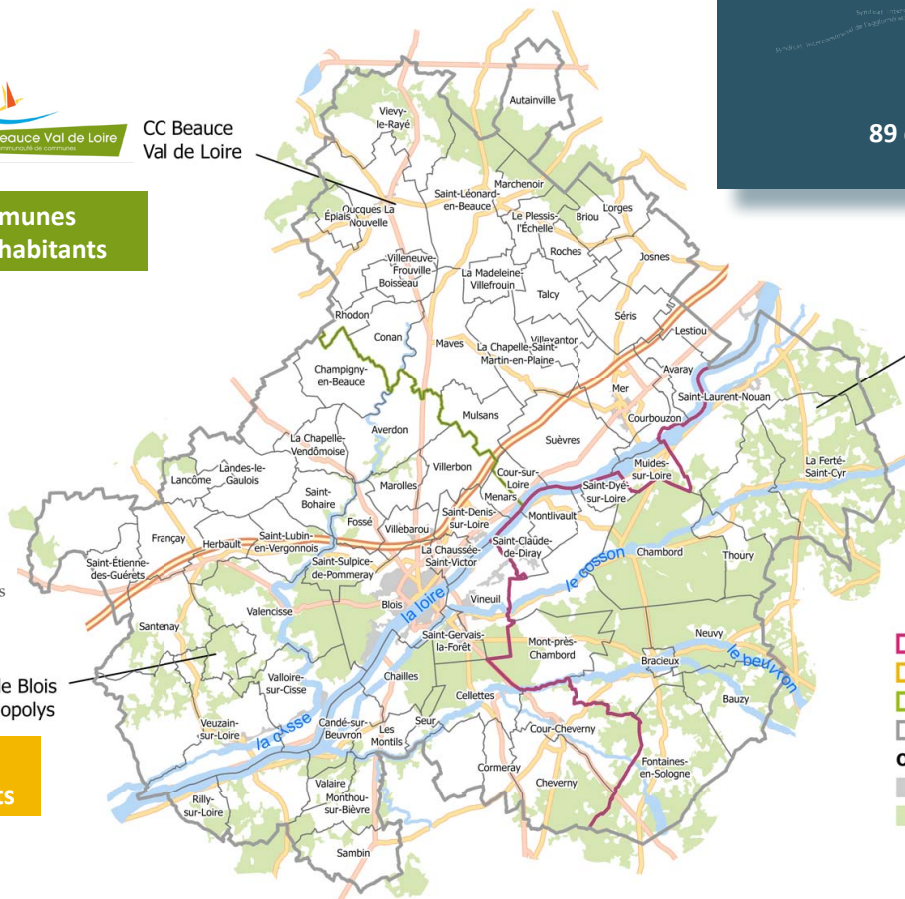 Beauce Val de Loire
communauté de communes
CC Beauce
Val de Loire
habitants
89
Autainville
Vievy-
le-Rayé
Marchenoir
Saint-Léonard-
en-Beauce
Oucques La
Nouvelle
Épiais
Le Plessis-
l'Échelle
Briou
Lorges
Roches
Josnes
Villeneuve-
Frouville
Boisseau
La Madeleine-
Villefrouin
Talcy
Rhodon
Séris
Conan
Maves
Villexanton
Lestiou
La Chapelle-Saint-
Martin-en-Plaine
Champigny-
en-Beauce
Avaray
Mer
Saint-Laurent-Nouan
Mulsans
Courbouzon
Averdon
La Chapelle-
Vendômoise
Suèvres
Landes-le-
Gaulois
Lancôme
Villerbon
Cour-sur-
Loire
Muides-
sur-Loire
La Ferté-
Saint-Cyr
Marolles
Menars
Saint-Dyé-
sur-Loire
Saint-
Bohaire
Fossé
Villebarou
Saint-Denis-
sur-Loire
Montlivault
Françay
Herbault
Saint-Lubin-
en-Vergonnois
Saint-Claude-
de-Diray
La Chaussée-
Saint-Victor
Chambord
Thoury
Saint-Étienne-
des-Guérets
Saint-Sulpice-
de-Pommeray
le cosson
Blois
la loire
Vineuil
Valencisse
Santenay
Saint-Gervais-
la-Forêt
Mont-près-
Chambord
Neuvy
le beuvron
Bracieux
Valloire-
sur-Cisse
Chailles
Cellettes
Bauzy
de Blois
Veuzain-
sur-Loire
la cisse
Candé-sur-
Beuvron
Les
Montils
Seur
Cour-Cheverny
Cormeray
Cheverny
Fontaines-
en-Sologne
Rilly-
sur-Loire
Valaire
Monthou-
sur-Bièvre
Sambin